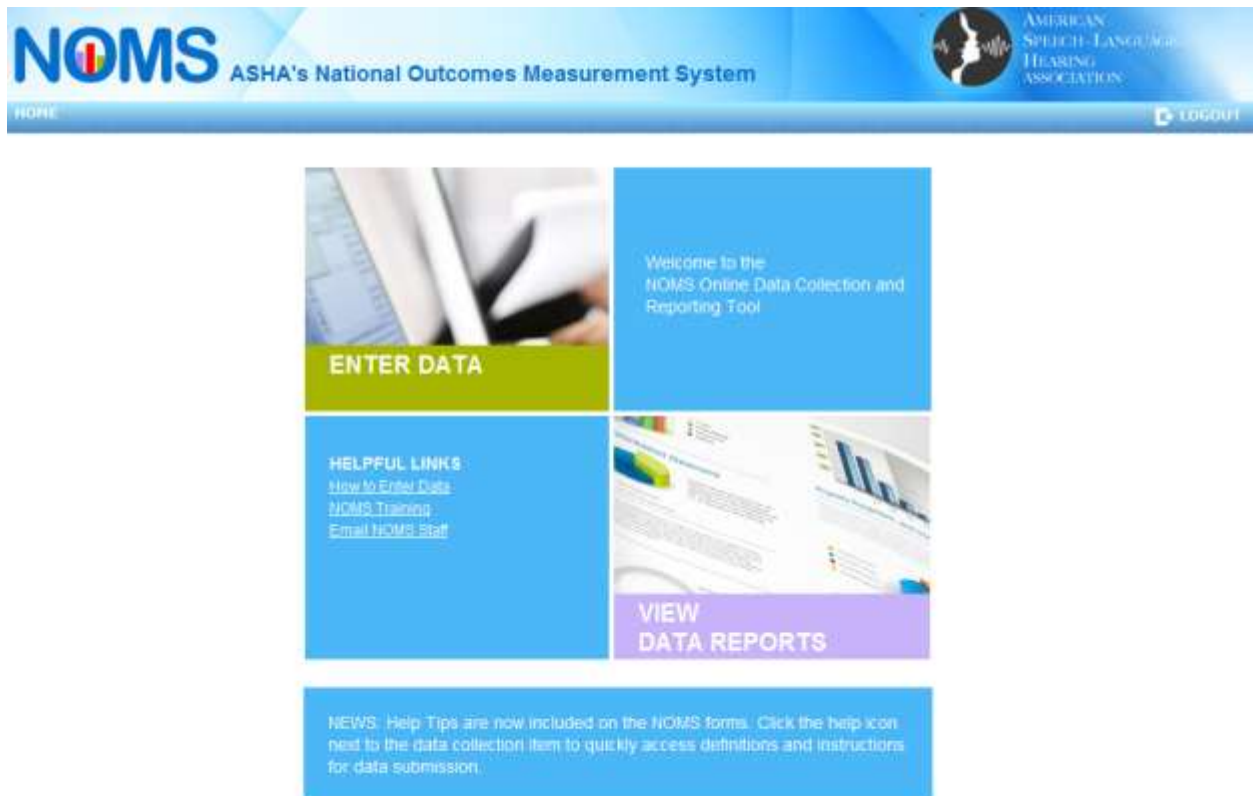 NOMS ASHA's National Outcomes Measurement System
AMERICAN
SPEECH-LANGUAGE
HEARING
ASSOCIATION
HOME
LOGOUT
ENTER DATA
Welcome to the
NOMS Online Data Collection and
Reporting Tool
HELPFUL LINKS
How to Enter Data
NOMS Training
Email NOMS Staff
VIEW
DATA REPORTS
NEWS: Help Tips are now included on the NOMS forms. Click the help icon
next to the data collection item to quickly access definitions and instructions
for data submission.